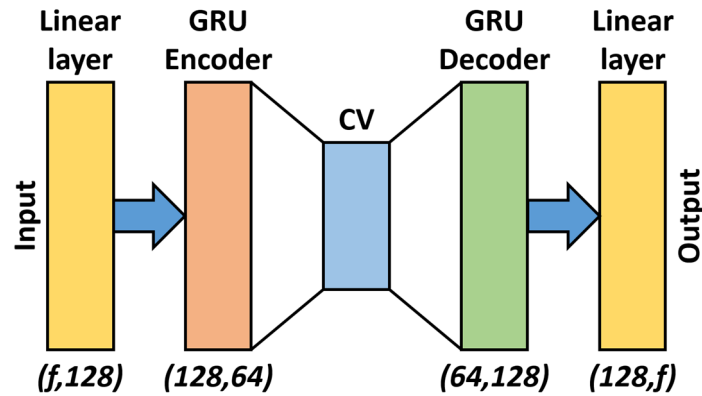 Linear
layer
GRU
Encoder
CV
GRU
Decoder
Linear
layer
Input
Output
(f,128)
(128,64)
(64,128)
(128,f)